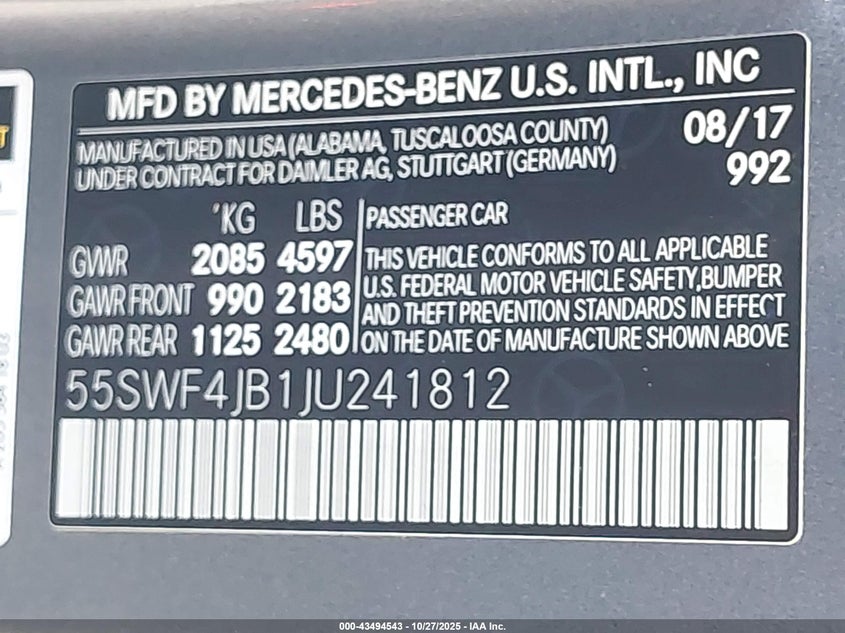 MFD BY MERCEDES-BENZ U.S. INTL., INC
MANUFACTURED IN USA (ALABAMA, TUSCALOOSA COUNTY) 08/17
UNDER CONTRACT FOR DAIMLER AG, STUTTGART (GERMANY) 992
'KG LBS PASSENGER CAR
GVWR 2085 4597 THIS VEHICLE CONFORMS TO ALL APPLICABLE
U.S. FEDERAL MOTOR VEHICLE SAFETY,BUMPER
GAWR FRONT 990 2183 AND THEFT PREVENTION STANDARDS IN EFFECT
GAWR REAR 1125 2480 ON THE DATE OF MANUFACTURE SHOWN ABOVE
55SWF4JB1JU241812
000-43494543 - 10/27/2025 - IAA Inc.